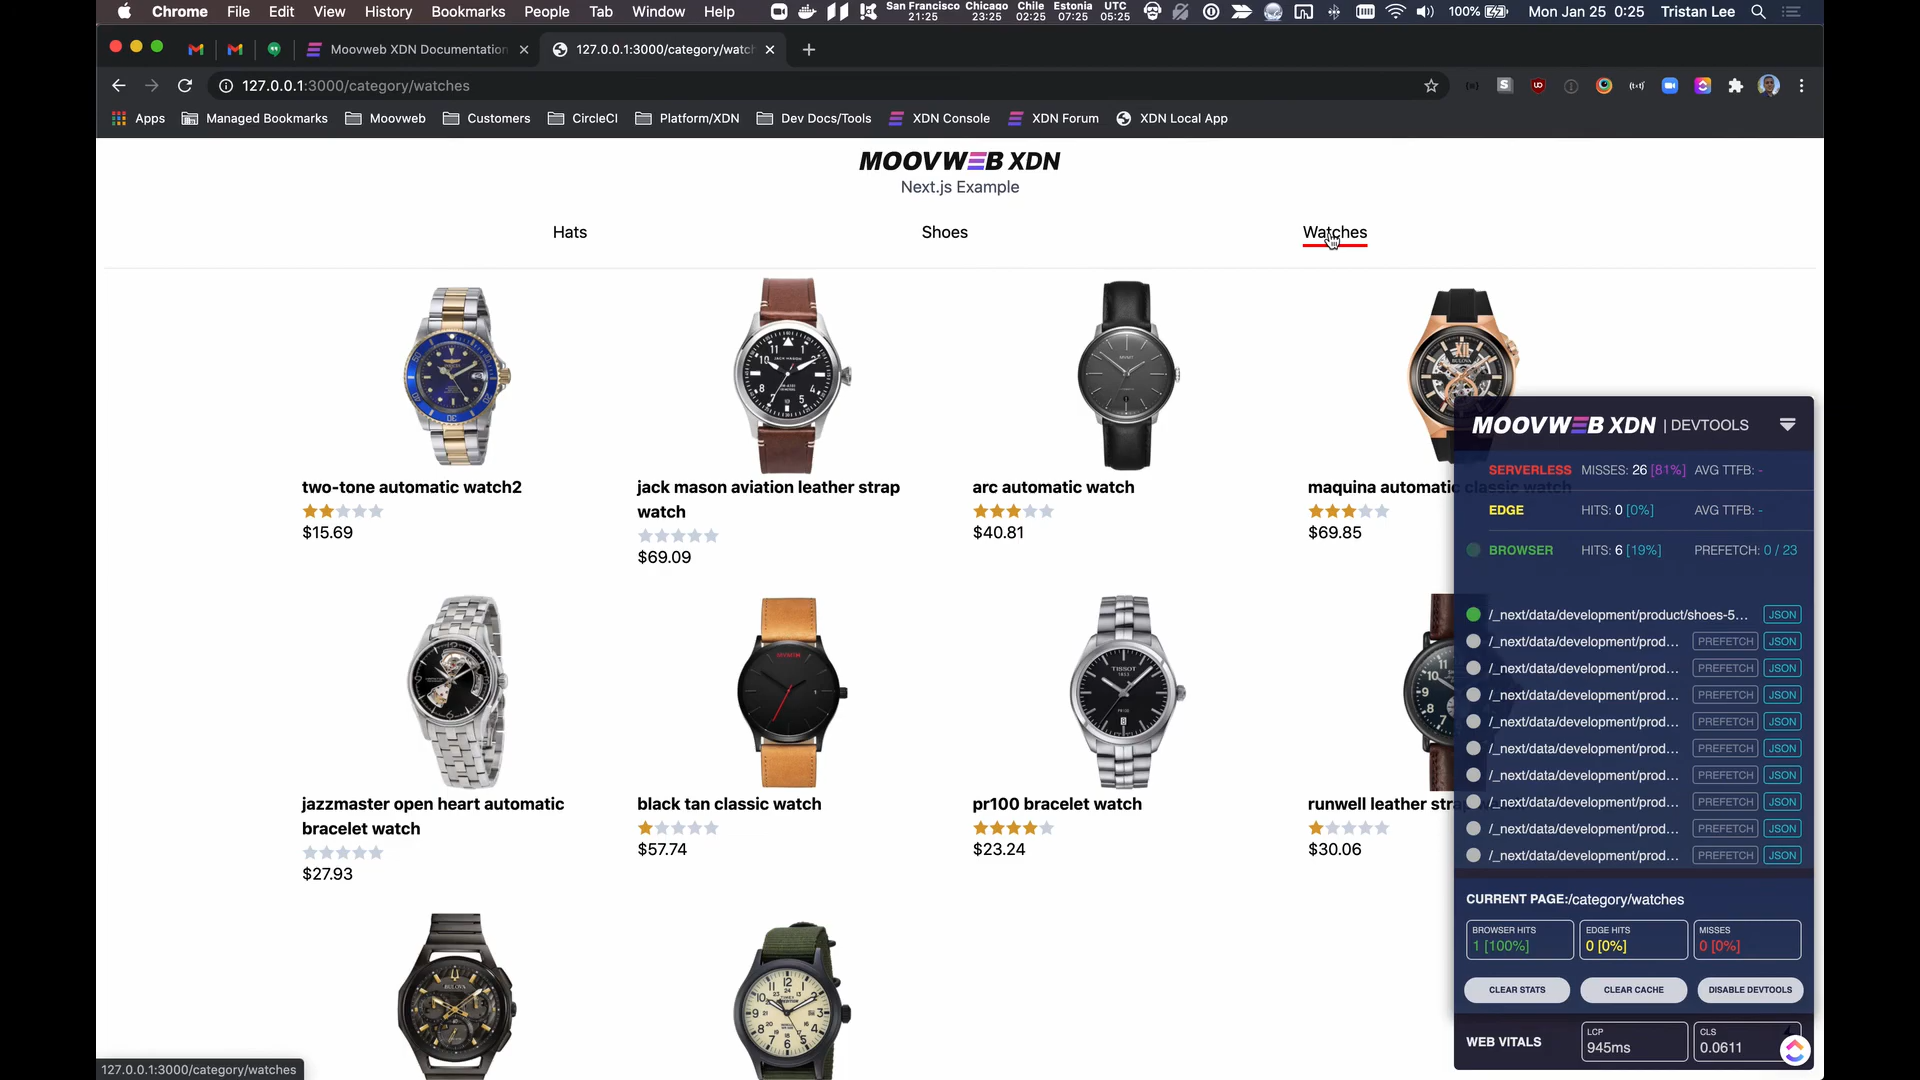 Chrome File Edit View History Bookmarks People Tab Window Help
San Francisco Chicago Chile Estonia UTC
21:25 23:25 02:25 07:25 05:25
100% Mon Jan 25 0:25 Tristan Lee
Moovweb XDN Documentation
127.0.0.1:3000/category/watc
127.0.0.1:3000/category/watches
Apps Managed Bookmarks Moovweb Customers CircleCI Platform/XDN Dev Docs/Tools XDN Console XDN Forum XDN Local App
MOOVWEB XDN
Next.js Example
Hats Shoes Watches
two-tone automatic watch2
$15.69
jack mason aviation leather strap
watch
$69.09
arc automatic watch
$40.81
maquina automatic classic watch
$69.85
jazzmaster open heart automatic
bracelet watch
$27.93
black tan classic watch
$57.74
pr100 bracelet watch
$23.24
runwell leather stra
$30.06
MOOVWEB XDN | DEVTOOLS
SERVERLESS MISSES: 26 [81%] AVG TTFB: -
EDGE HITS: 0 [0%] AVG TTFB: -
BROWSER HITS: 6 [19%] PREFETCH: 0 / 23
/_next/data/development/product/shoes-5... JSON
/_next/data/development/prod... PREFETCH JSON
/_next/data/development/prod... PREFETCH JSON
/_next/data/development/prod... PREFETCH JSON
/_next/data/development/prod... PREFETCH JSON
/_next/data/development/prod... PREFETCH JSON
/_next/data/development/prod... PREFETCH JSON
/_next/data/development/prod... PREFETCH JSON
/_next/data/development/prod... PREFETCH JSON
/_next/data/development/prod... PREFETCH JSON
CURRENT PAGE:/category/watches
BROWSER HITS EDGE HITS MISSES
1 [100%] 0 [0%] 0 [0%]
CLEAR STATS CLEAR CACHE DISABLE DEVTOOLS
WEB VITALS
LCP CLS
945ms 0.0611
127.0.0.1:3000/category/watches